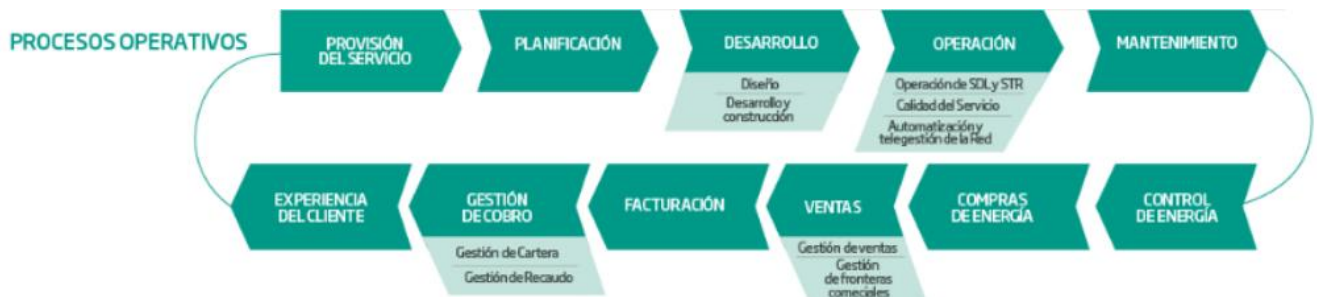 PROCESOS OPERATIVOS
PROVISIÓN
DEL SERVICIO
PLANIFICACIÓN
DESARROLLO
Diseño
Desarrollo y
construcción
OPERACIÓN
Operación de SDL y STR
Calidad del Servicio
Automatización y
telegestión de la Red
MANTENIMIENTO
EXPERIENCIA
DEL CLIENTE
GESTIÓN
DE COBRO
Gestión de Cartera
Gestión de Recaudo
FACTURACIÓN
VENTAS
Gestión de ventas
Gestión
de fronteras
comeciales
COMPRAS
DE ENERGÍA
CONTROL
DE ENERGÍA